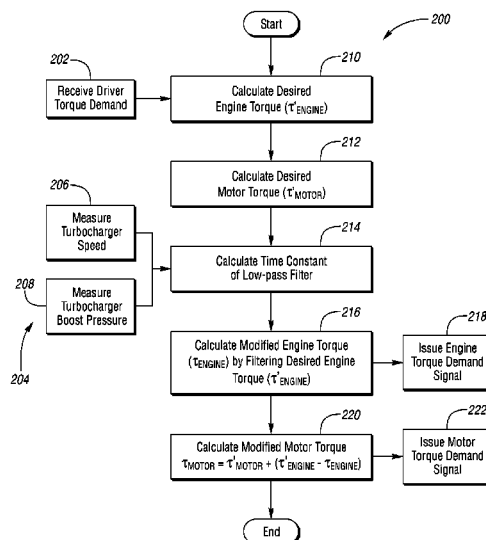 Start
200
202
Receive Driver
Torque Demand
210
Calculate Desired
Engine Torque (τ'ENGINE)
212
Calculate Desired
Motor Torque (τ'MOTOR)
206
Measure
Turbocharger
Speed
214
Calculate Time Constant
of Low-pass Filter
208
Measure
Turbocharger
Boost Pressure
204
216
Calculate Modified Engine Torque
(τENGINE) by Filtering Desired Engine
Torque (τ'ENGINE)
218
Issue Engine
Torque Demand
Signal
220
Calculate Modified Motor Torque
τMOTOR = τ'MOTOR + (τ'ENGINE - τENGINE)
222
Issue Motor
Torque Demand
Signal
End